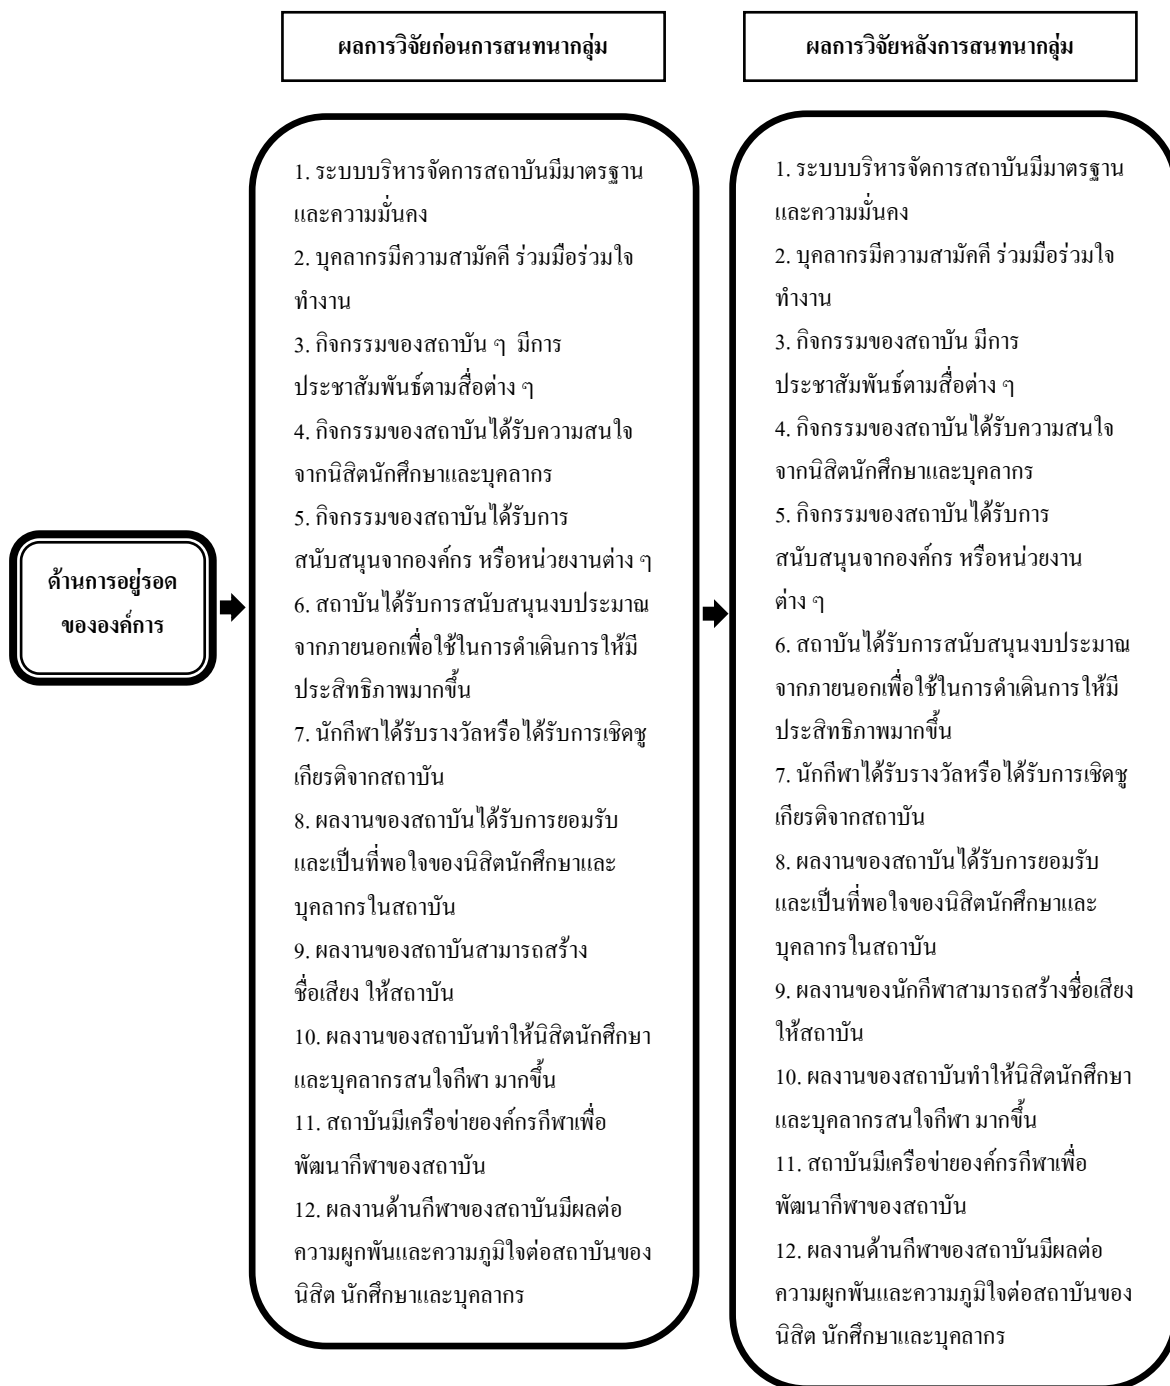 ผลการวิจัยก่อนการสนทนากลุ่ม
ผลการวิจัยหลังการสนทนากลุ่ม
ด้านการอยู่รอด
ขององค์การ
1. ระบบบริหารจัดการสถาบันมีมาตรฐาน
และความมั่นคง
2. บุคลากรมีความสามัคคี ร่วมมือร่วมใจ
ทำงาน
3. กิจกรรมของสถาบัน ๆ มีการ
ประชาสัมพันธ์ตามสื่อต่าง ๆ
4. กิจกรรมของสถาบันได้รับความสนใจ
จากนิสิตนักศึกษาและบุคลากร
5. กิจกรรมของสถาบันได้รับการ
สนับสนุนจากองค์กร หรือหน่วยงานต่าง ๆ
6. สถาบันได้รับการสนับสนุนงบประมาณ
จากภายนอกเพื่อใช้ในการดำเดินการให้มี
ประสิทธิภาพมากขึ้น
7. นักกีฬาได้รับรางวัลหรือได้รับการเชิดชู
เกียรติจากสถาบัน
8. ผลงานของสถาบันได้รับการยอมรับ
และเป็นที่พอใจของนิสิตนักศึกษาและ
บุคลากรในสถาบัน
9. ผลงานของสถาบันสามารถสร้าง
ชื่อเสียง ให้สถาบัน
10. ผลงานของสถาบันทำให้นิสิตนักศึกษา
และบุคลากรสนใจกีฬา มากขึ้น
11. สถาบันมีเครือข่ายองค์กรกีฬาเพื่อ
พัฒนากีฬาของสถาบัน
12. ผลงานด้านกีฬาของสถาบันมีผลต่อ
ความผูกพันและความภูมิใจต่อสถาบันของ
นิสิต นักศึกษาและบุคลากร
1. ระบบบริหารจัดการสถาบันมีมาตรฐาน
และความมั่นคง
2. บุคลากรมีความสามัคคี ร่วมมือร่วมใจ
ทำงาน
3. กิจกรรมของสถาบัน มีการ
ประชาสัมพันธ์ตามสื่อต่าง ๆ
4. กิจกรรมของสถาบันได้รับความสนใจ
จากนิสิตนักศึกษาและบุคลากร
5. กิจกรรมของสถาบันได้รับการ
สนับสนุนจากองค์กร หรือหน่วยงาน
ต่าง ๆ
6. สถาบันได้รับการสนับสนุนงบประมาณ
จากภายนอกเพื่อใช้ในการดำเดินการให้มี
ประสิทธิภาพมากขึ้น
7. นักกีฬาได้รับรางวัลหรือได้รับการเชิดชู
เกียรติจากสถาบัน
8. ผลงานของสถาบันได้รับการยอมรับ
และเป็นที่พอใจของนิสิตนักศึกษาและ
บุคลากรในสถาบัน
9. ผลงานของนักกีฬาสามารถสร้างชื่อเสียง
ให้สถาบัน
10. ผลงานของสถาบันทำให้นิสิตนักศึกษา
และบุคลากรสนใจกีฬา มากขึ้น
11. สถาบันมีเครือข่ายองค์กรกีฬาเพื่อ
พัฒนากีฬาของสถาบัน
12. ผลงานด้านกีฬาของสถาบันมีผลต่อ
ความผูกพันและความภูมิใจต่อสถาบันของ
นิสิต นักศึกษาและบุคลากร